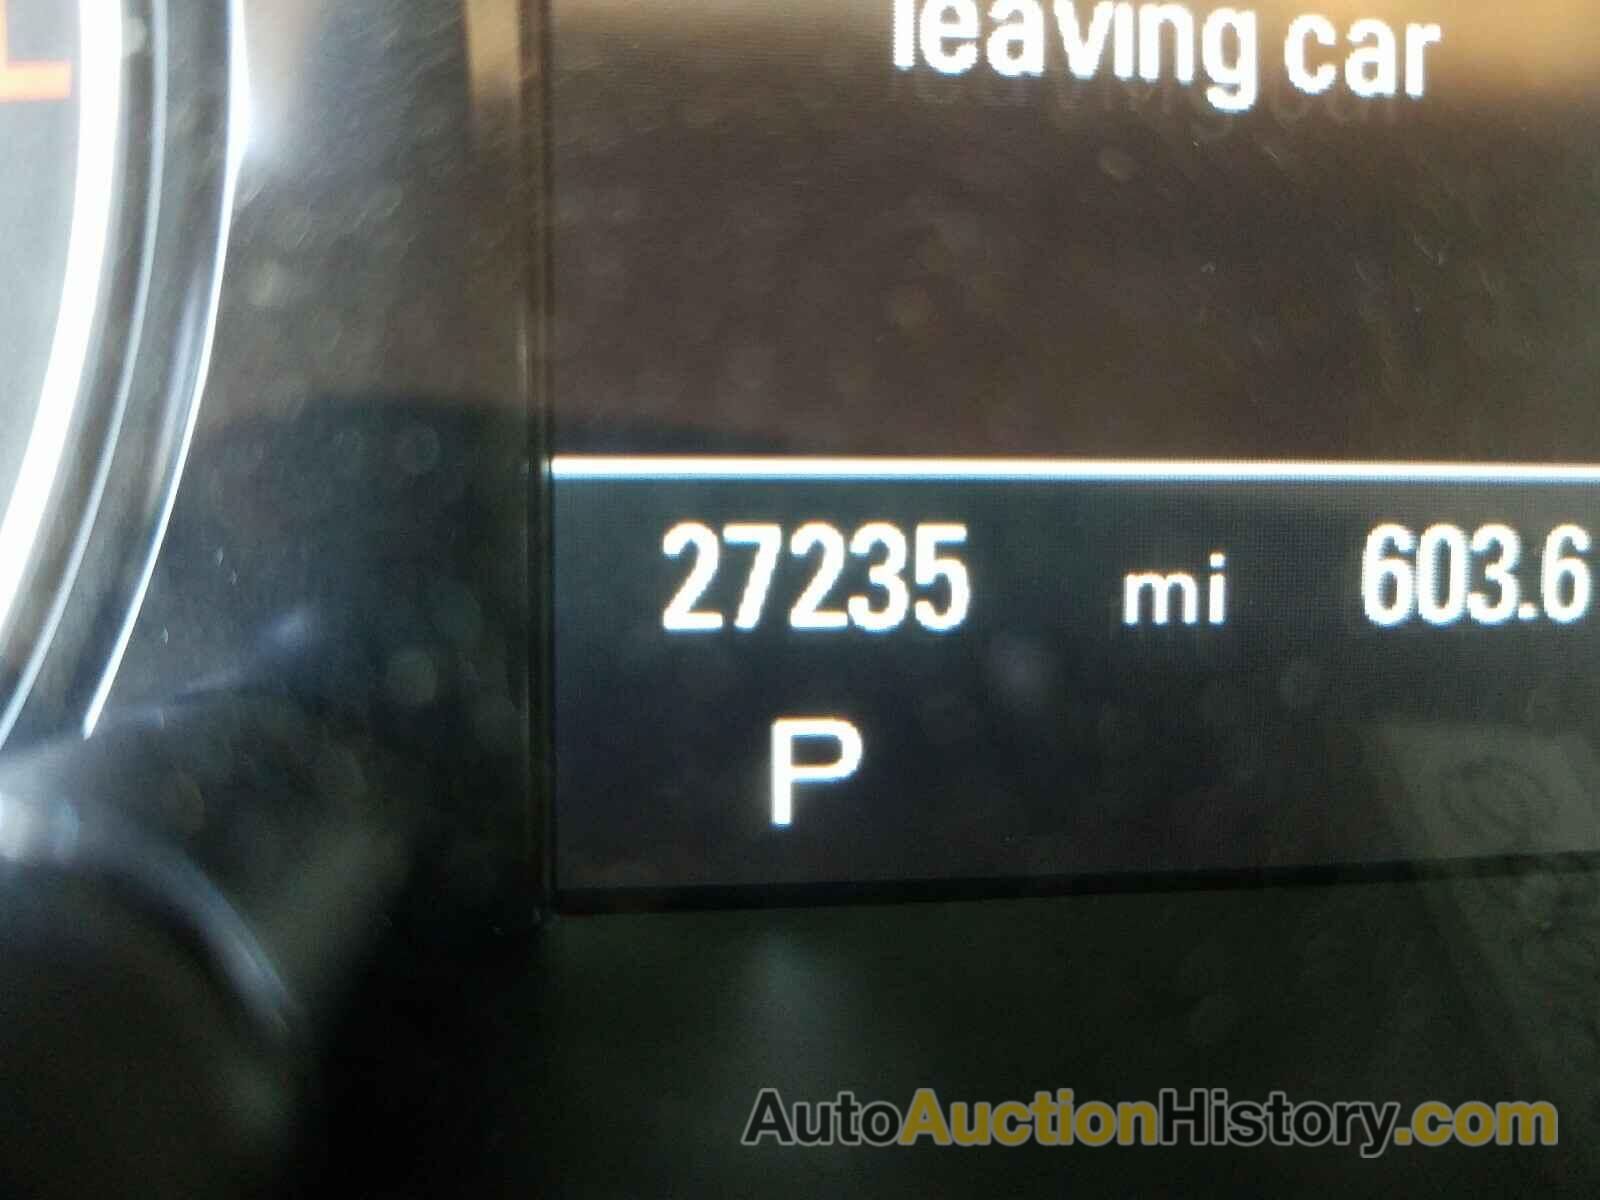 leaving car
27235 mi 603.6
P
AutoAuctionHistory.com